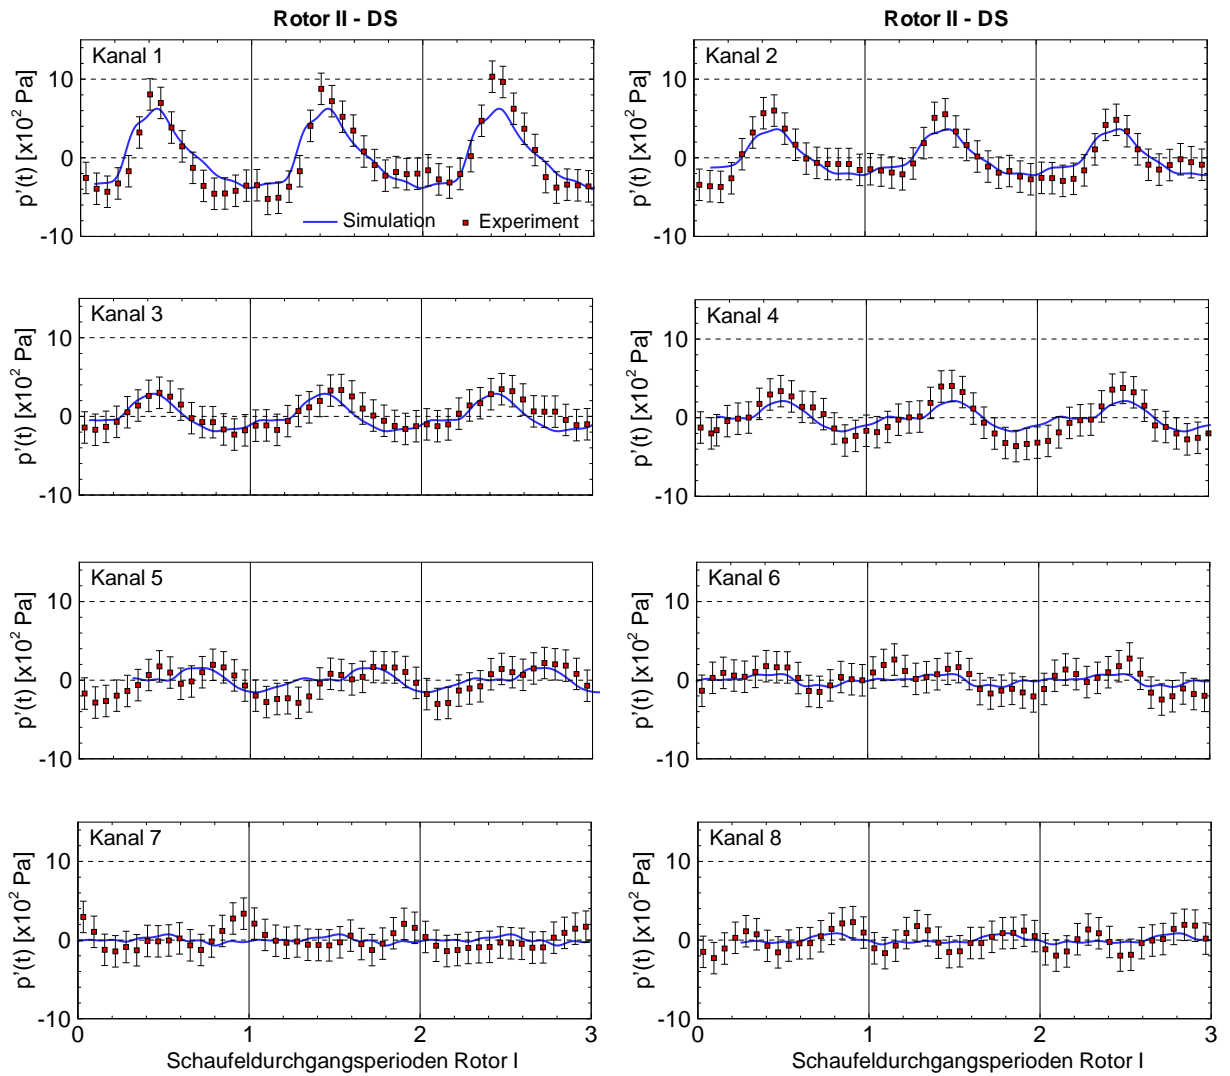 Rotor II - DS
Rotor II - DS
Kanal 1
p'(t) [x10² Pa]
10
0
-10
Simulation
Experiment
Kanal 2
p'(t) [x10² Pa]
10
0
-10
Kanal 3
p'(t) [x10² Pa]
10
0
-10
Kanal 4
p'(t) [x10² Pa]
10
0
-10
Kanal 5
p'(t) [x10² Pa]
10
0
-10
Kanal 6
p'(t) [x10² Pa]
10
0
-10
Kanal 7
p'(t) [x10² Pa]
10
0
-10
0 1 2 3
Schaufeldurchgangsperioden Rotor I
Kanal 8
p'(t) [x10² Pa]
10
0
-10
0 1 2 3
Schaufeldurchgangsperioden Rotor I